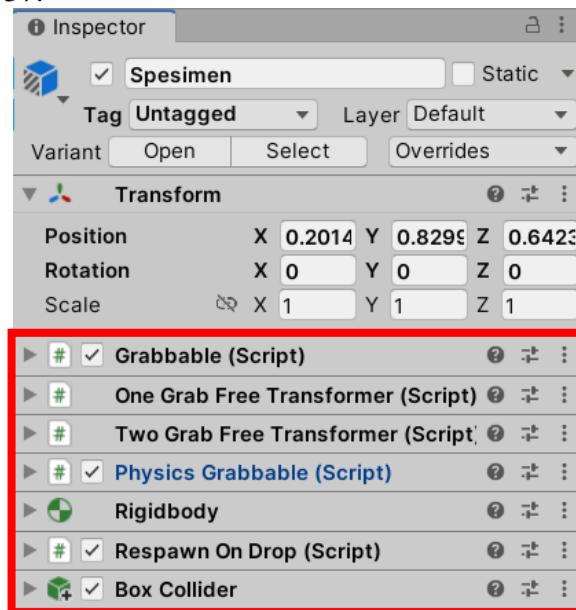 Inspector
Spesimen Static
Tag Untagged Layer Default
Variant Open Select Overrides
Transform
Position X 0.2014 Y 0.8299 Z 0.6423
Rotation X 0 Y 0 Z 0
Scale X 1 Y 1 Z 1
# Grabbable (Script)
# One Grab Free Transformer (Script)
# Two Grab Free Transformer (Script)
# Physics Grabbable (Script)
Rigidbody
# Respawn On Drop (Script)
Box Collider